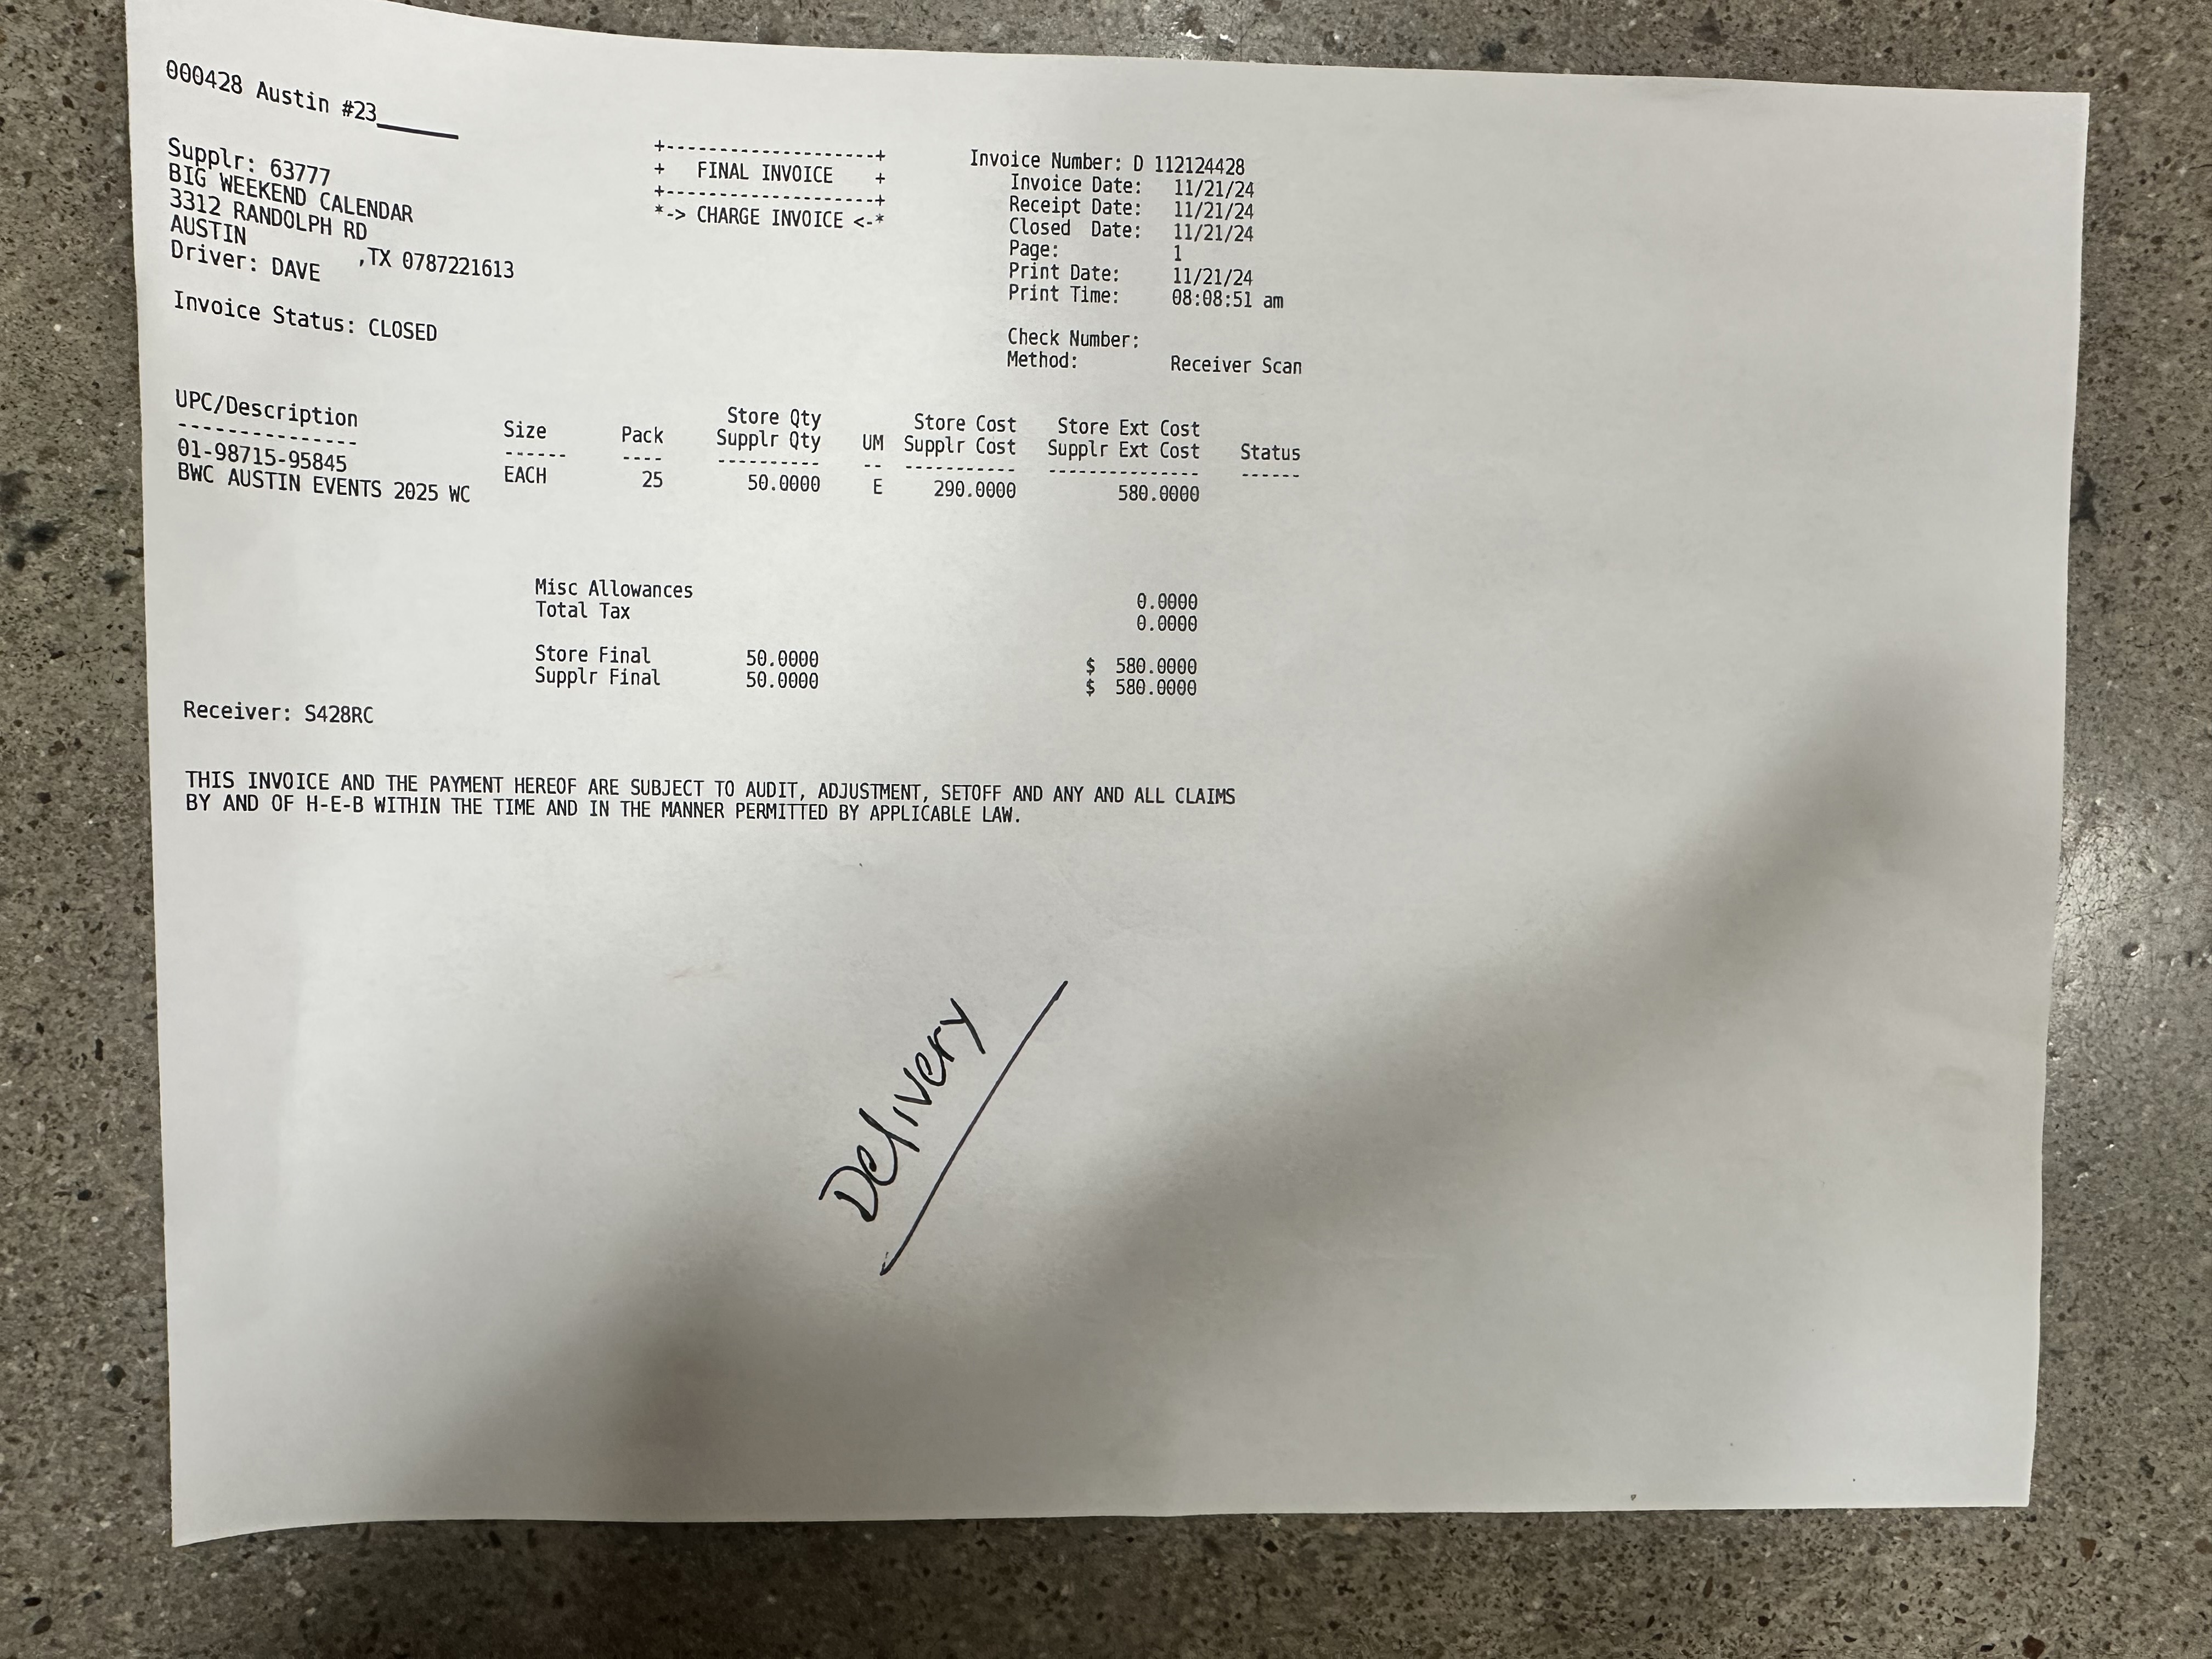 000428 Austin #23______
Supplr: 63777
BIG WEEKEND CALENDAR
3312 RANDOLPH RD
AUTIN ,TX 0787221613
Driver: DAVE
Invoice Status: CLOSED
+--------------------+
+ FINAL INVOICE +
+--------------------+
*-> CHARGE INVOICE <-*
Invoice Number: D 112124428
Invoice Date: 11/21/24
Receipt Date: 11/21/24
Closed Date: 11/21/24
Page: 1
Print Date: 11/21/24
Print Time: 08:08:51 am
Check Number:
Method: Receiver Scan
Store Qty Store Cost Store Ext Cost
UPC/Description Size Pack Supplr Qty UM Supplr Cost Supplr Ext Cost Status
--------------- ------ ---- ---------- -- ----------- --------------- ------
01-98715-95845 EACH 25 50.0000 E 290.0000 580.0000
BWC AUSTIN EVENTS 2025 WC
Misc Allowances 0.0000
Total Tax 0.0000
Store Final 50.0000 $ 580.0000
Supplr Final 50.0000 $ 580.0000
Receiver: S428RC
THIS INVOICE AND THE PAYMENT HEREOF ARE SUBJECT TO AUDIT, ADJUSTMENT, SETOFF AND ANY AND ALL CLAIMS
BY AND OF H-E-B WITHIN THE TIME AND IN THE MANNER PERMITTED BY APPLICABLE LAW.
Delivery